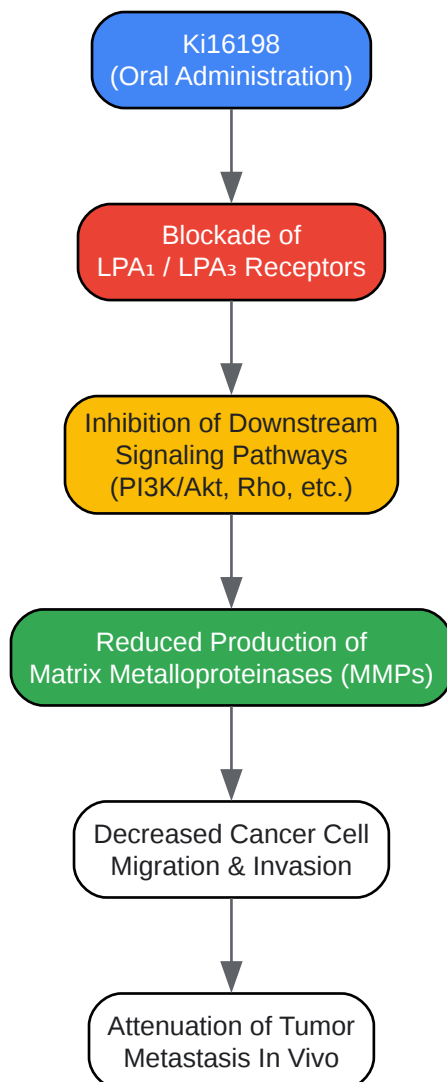 Ki16198
(Oral Administration)
Blockade of
LPA₁ / LPA₃ Receptors
Inhibition of Downstream
Signaling Pathways
(PI3K/Akt, Rho, etc.)
Reduced Production of
Matrix Metalloproteinases (MMPs)
Decreased Cancer Cell
Migration & Invasion
Attenuation of Tumor
Metastasis In Vivo